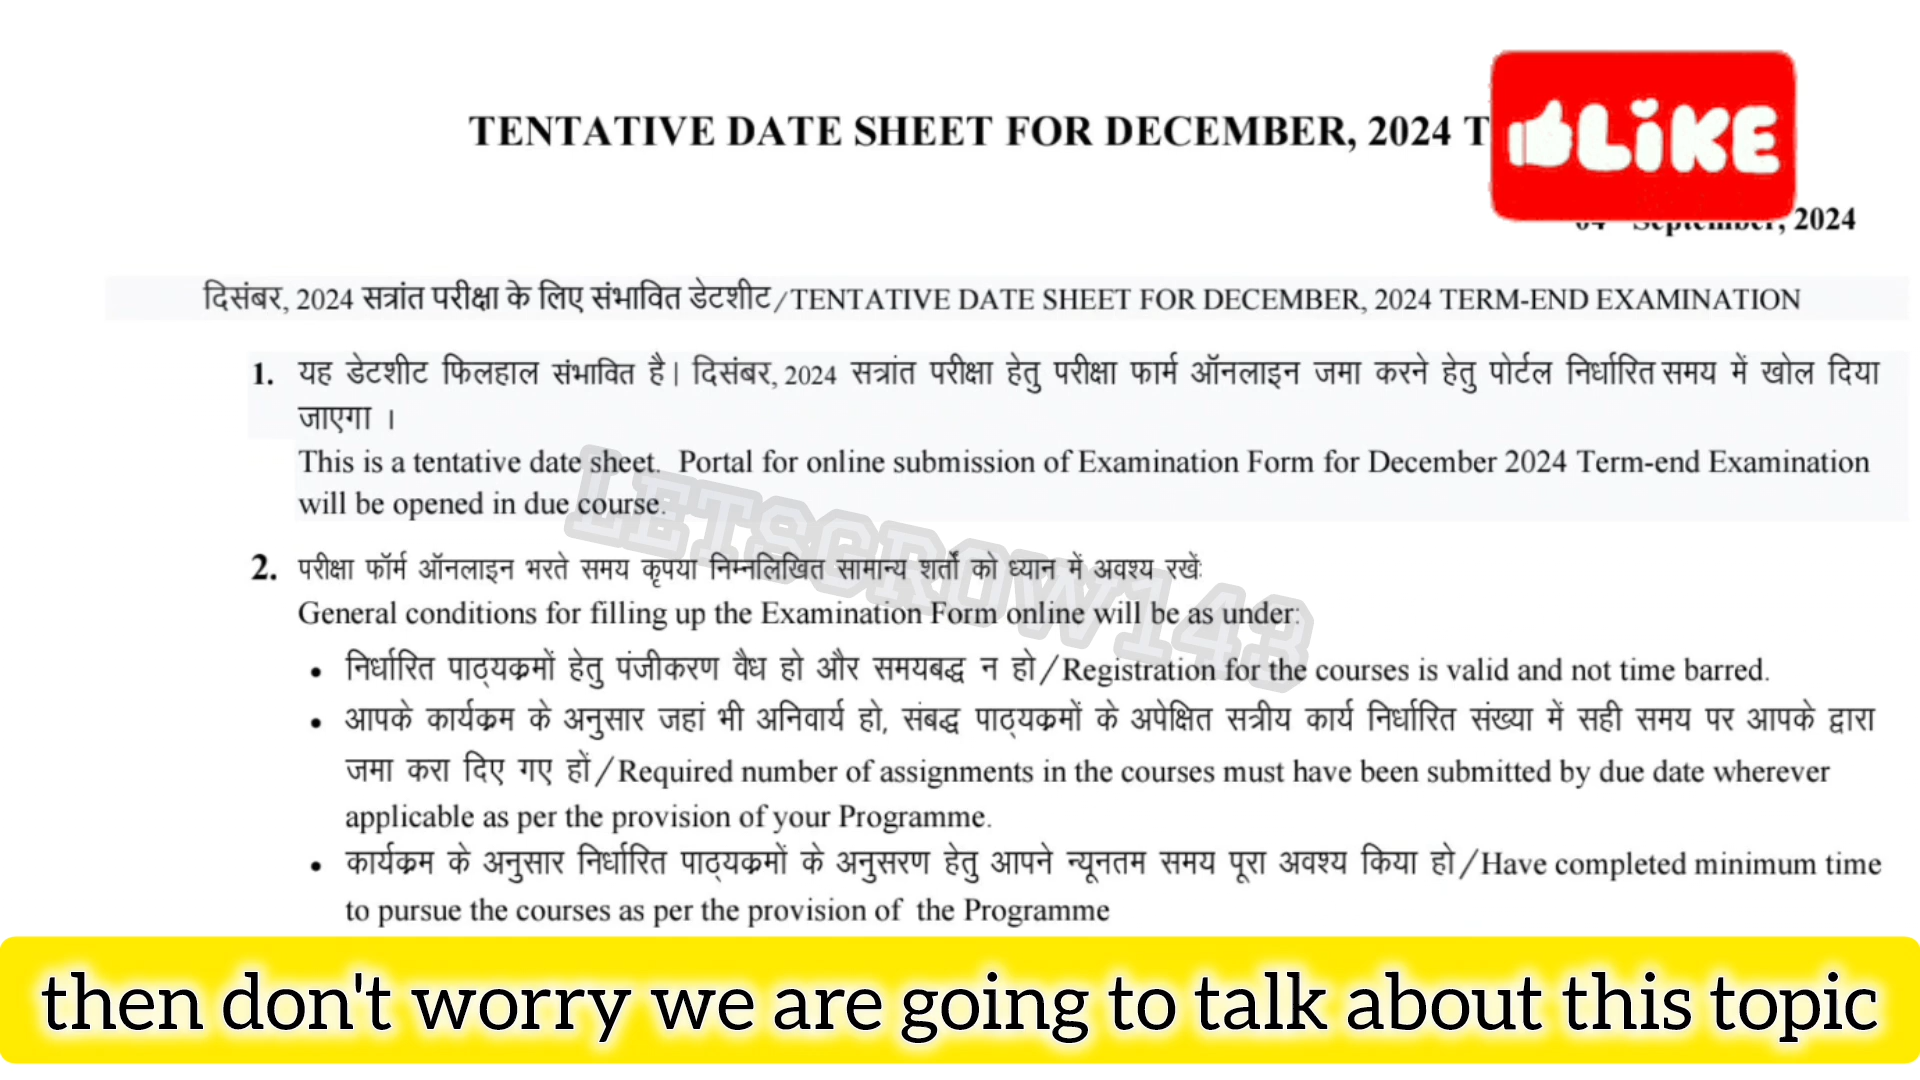 TENTATIVE DATE SHEET FOR DECEMBER, 2024 T
LiKE
September, 2024
दिसंबर, 2024 सत्रांत परीक्षा के लिए संभावित डेटशीट/TENTATIVE DATE SHEET FOR DECEMBER, 2024 TERM-END EXAMINATION
1. यह डेटशीट फिलहाल संभावित है। दिसंबर, 2024 सत्रांत परीक्षा हेतु परीक्षा फार्म ऑनलाइन जमा करने हेतु पोर्टल निर्धारित समय में खोल दिया
जाएगा ।
This is a tentative date sheet. Portal for online submission of Examination Form for December 2024 Term-end Examination
will be opened in due course.
LETSGROW143
2. परीक्षा फॉर्म ऑनलाइन भरते समय कृपया निम्नलिखित सामान्य शर्तों को ध्यान में अवश्य रखें:
General conditions for filling up the Examination Form online will be as under:
• निर्धारित पाठ्यक्रमों हेतु पंजीकरण वैध हो और समयबद्ध न हो/Registration for the courses is valid and not time barred.
• आपके कार्यक्रम के अनुसार जहां भी अनिवार्य हो, संबद्ध पाठ्यक्रमों के अपेक्षित सत्रीय कार्य निर्धारित संख्या में सही समय पर आपके द्वारा
जमा करा दिए गए हों/Required number of assignments in the courses must have been submitted by due date wherever
applicable as per the provision of your Programme.
• कार्यक्रम के अनुसार निर्धारित पाठ्यक्रमों के अनुसरण हेतु आपने न्यूनतम समय पूरा अवश्य किया हो/Have completed minimum time
to pursue the courses as per the provision of the Programme
then don't worry we are going to talk about this topic